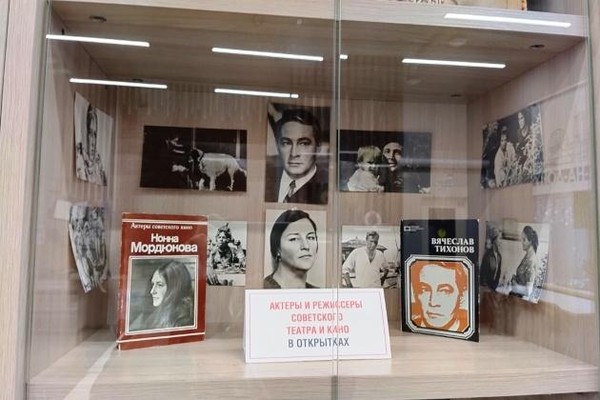 Актеры советского кино
Нонна
Мордюкова
ВЯЧЕСЛАВ
ТИХОНОВ
АКТЕРЫ И РЕЖИССЕРЫ
СОВЕТСКОГО
ТЕАТРА И КИНО
В ОТКРЫТКАХ